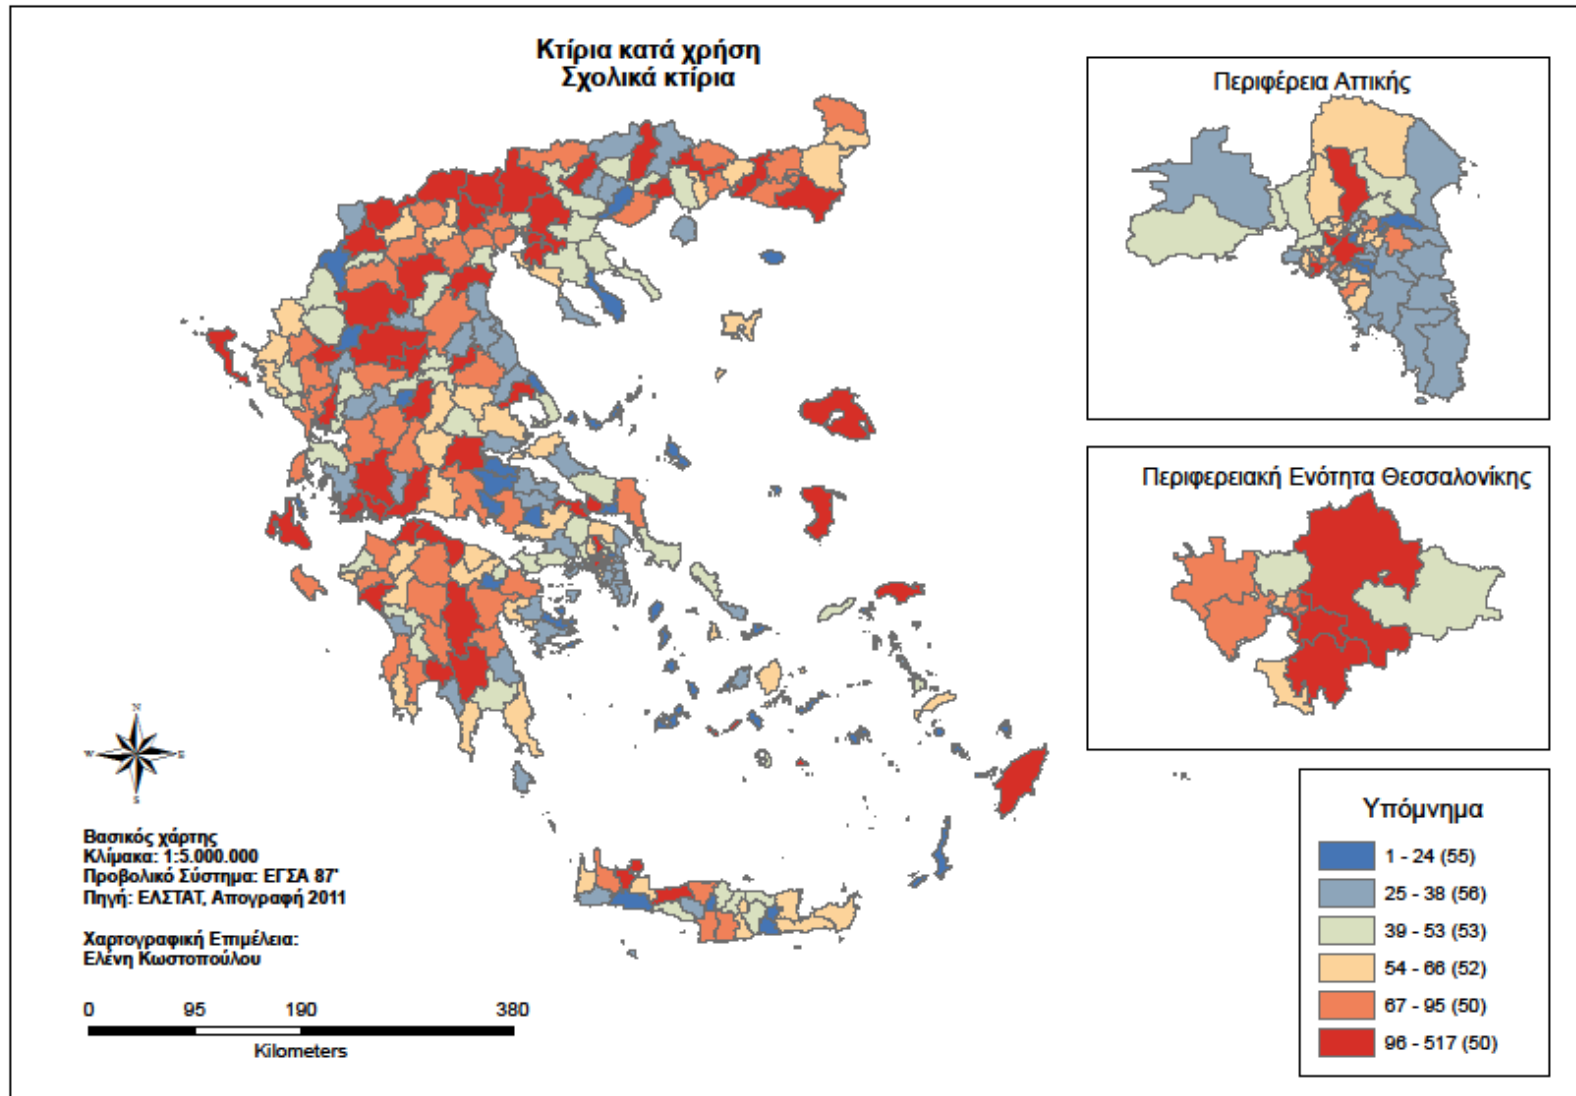 Κτίρια κατά χρήση
Σχολικά κτίρια
Περιφέρεια Αττικής
Περιφερειακή Ενότητα Θεσσαλονίκης
N
W
E
S
Βασικός χάρτης
Κλίμακα: 1:5.000.000
Προβολικό Σύστημα: ΕΓΣΑ 87'
Πηγή: ΕΛΣΤΑΤ, Απογραφή 2011
Χαρτογραφική Επιμέλεια:
Ελένη Κωστοπούλου
0 95 190 380
Kilometers
Υπόμνημα
1 - 24 (55)
25 - 38 (56)
39 - 53 (53)
54 - 66 (52)
67 - 95 (50)
96 - 517 (50)